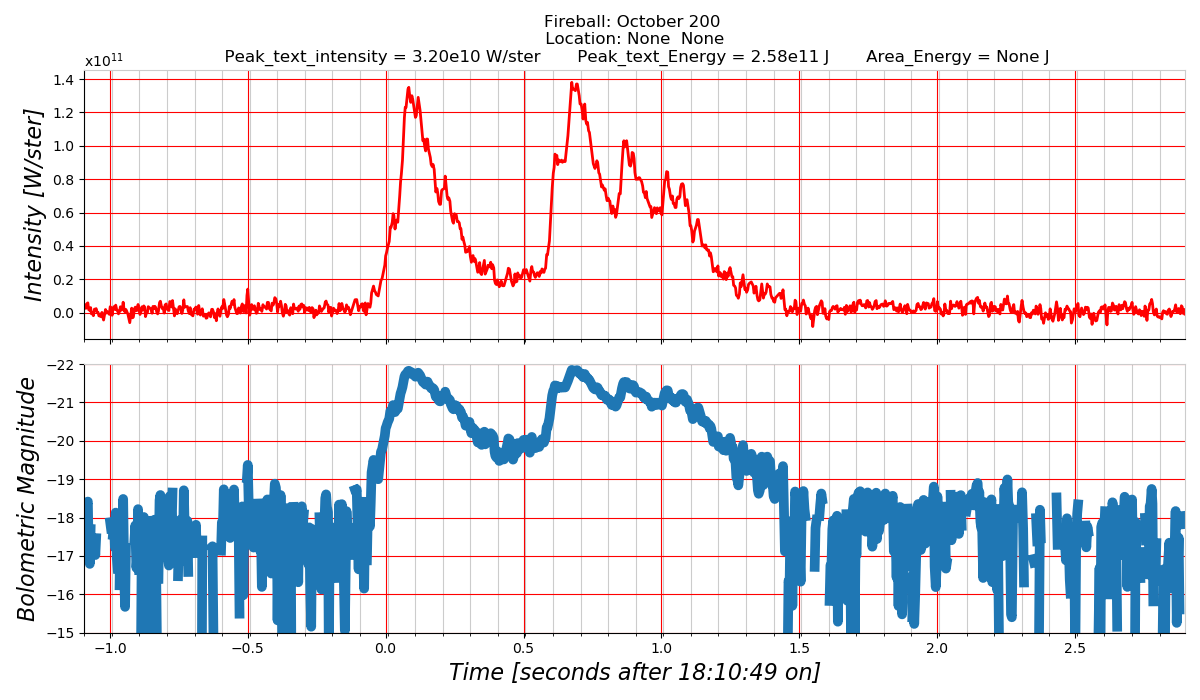 Fireball: October 200
Location: None  None
Peak_text_intensity = 3.20e10 W/ster       Peak_text_Energy = 2.58e11 J       Area_Energy = None J
x10¹¹
1.4
1.2
1.0
0.8
0.6
0.4
0.2
0.0
Intensity [W/ster]
−22
−21
−20
−19
−18
−17
−16
−15
Bolometric Magnitude
−1.0 −0.5 0.0 0.5 1.0 1.5 2.0 2.5
Time [seconds after 18:10:49 on]